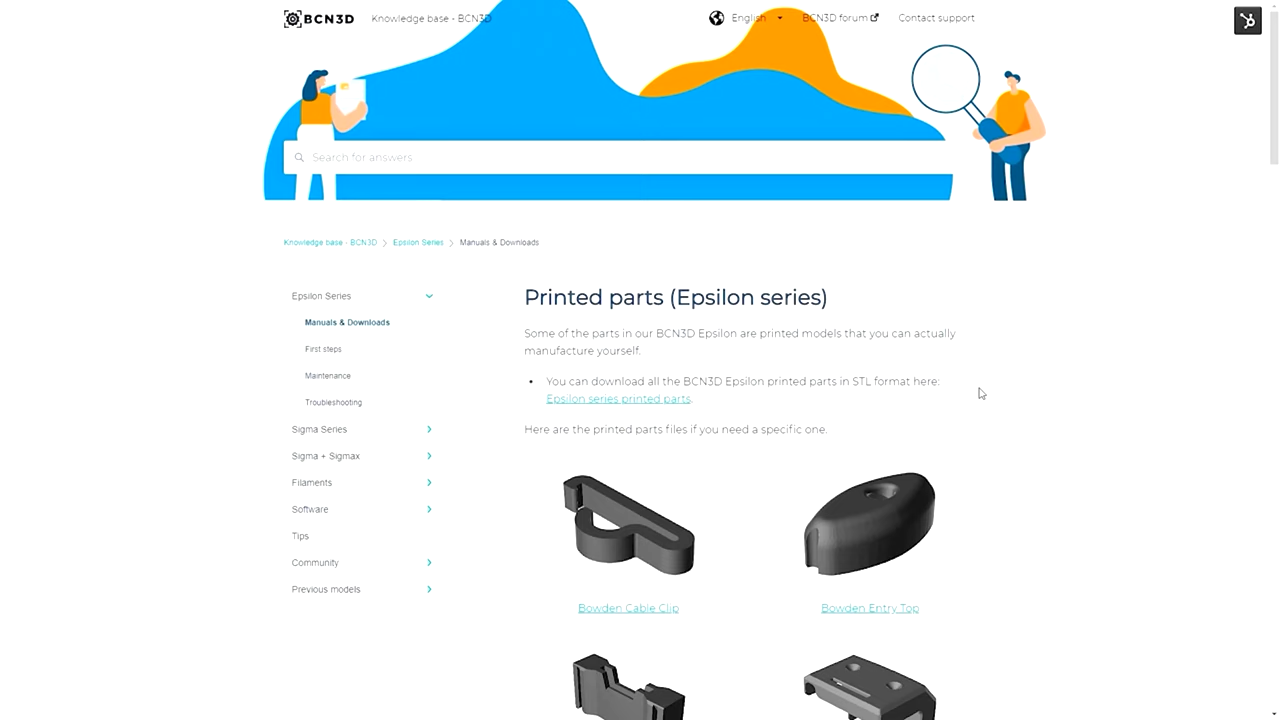 BCN3D
Knowledge base - BCN3D
English
BCN3D forum
Contact support
Search for answers
Knowledge base - BCN3D > Epsilon Series > Manuals & Downloads
Epsilon Series
Manuals & Downloads
First steps
Maintenance
Troubleshooting
Sigma Series
Sigma + Sigmax
Filaments
Software
Tips
Community
Previous models
Printed parts (Epsilon series)
Some of the parts in our BCN3D Epsilon are printed models that you can actually
manufacture yourself.
• You can download all the BCN3D Epsilon printed parts in STL format here:
Epsilon series printed parts.
Here are the printed parts files if you need a specific one.
Bowden Cable Clip
Bowden Entry Top